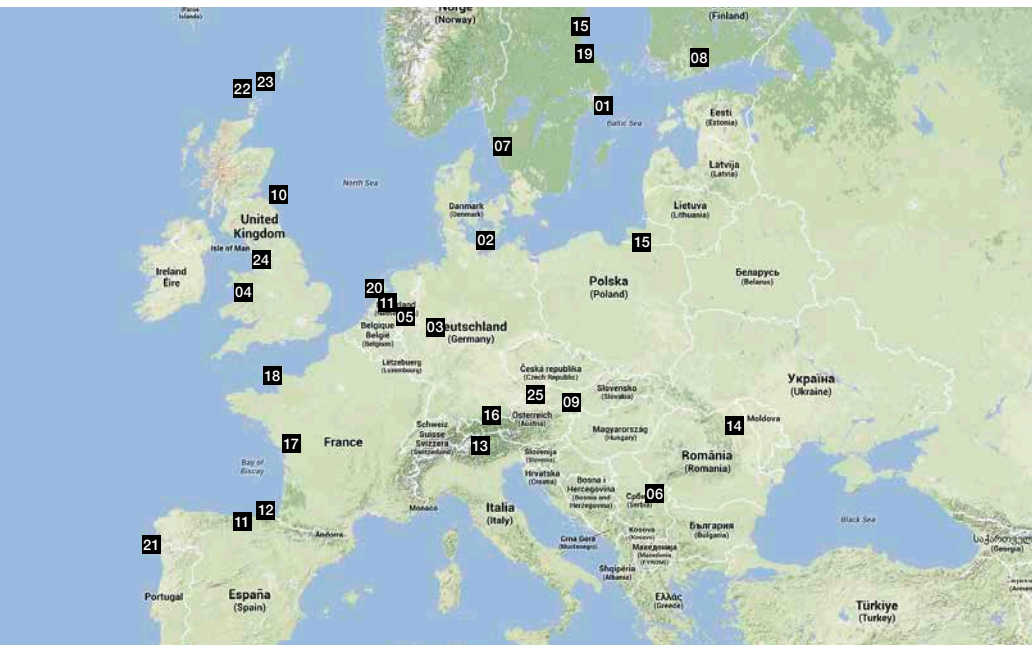 (Faroe
Islands)
Norge
(Norway)
15
(Finland)
19
08
22
23
01
Baltic Sea
Eesti
(Estonia)
07
Latvija
(Latvia)
North Sea
10
Danmark
(Denmark)
Lietuva
(Lithuania)
United
Kingdom
Isle of Man
02
15
24
Ireland
Éire
04
Polska
(Poland)
Беларусь
(Belarus)
20
11
05
03
Deutschland
(Germany)
Belgique
België
(Belgium)
Lëtzebuerg
(Luxembourg)
18
Česká republika
(Czech Republic)
25
09
Slovensko
(Slovakia)
Україна
(Ukraine)
16
Österreich
(Austria)
Moldova
14
Schweiz
Suisse
Svizzera
(Switzerland)
13
Magyarország
(Hungary)
17
France
Slovenija
(Slovenia)
România
(Romania)
Bay of
Biscay
Hrvatska
(Croatia)
Bosna i
Hercegovina
(Bosnia and
Herzegovina)
06
(Serbia)
12
11
Monaco
Italia
(Italy)
Andorra
Crna Gora
(Montenegro)
Kosova
(Kosovo)
България
(Bulgaria)
Black Sea
21
Македонија
(Macedonia
(FYROM))
Shqipëria
(Albania)
(Georgia)
Portugal
España
(Spain)
Ελλάς
(Greece)
Türkiye
(Turkey)